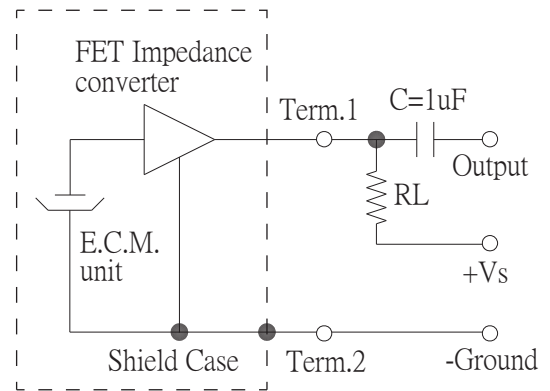 FET Impedance
converter
Term.1
C=1uF
Output
RL
E.C.M.
unit
+Vs
Shield Case
Term.2
-Ground